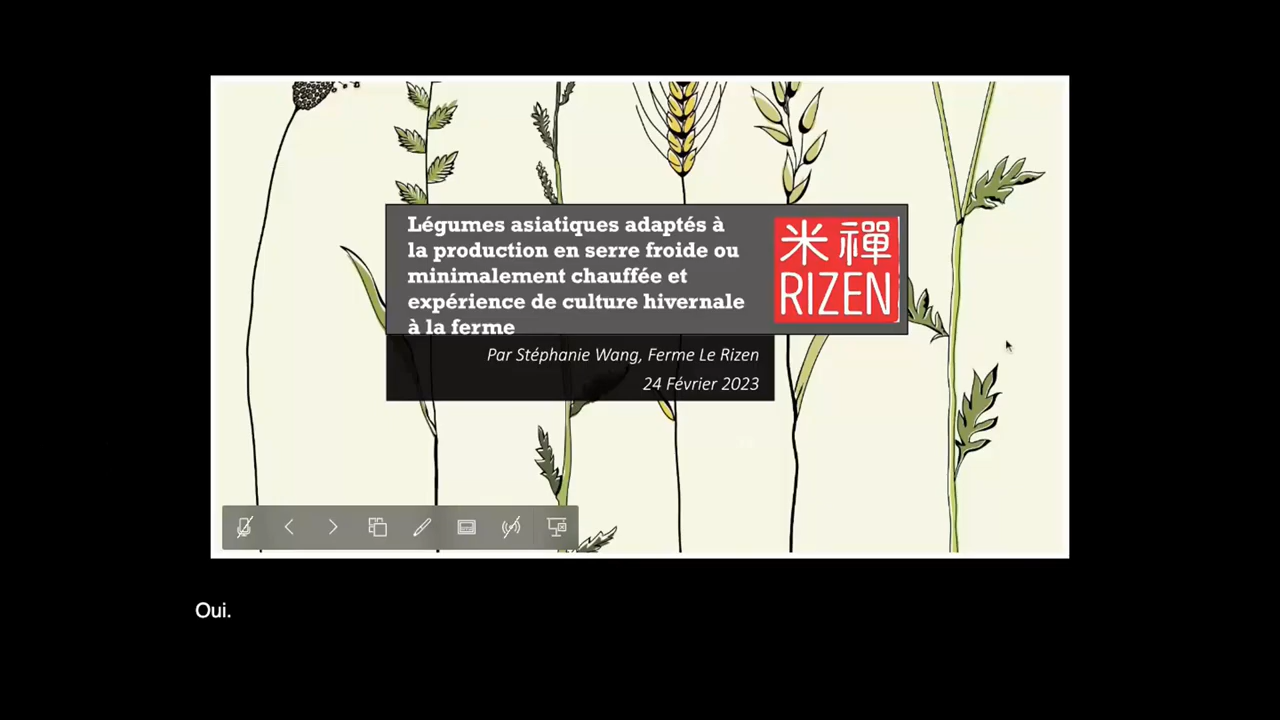 Légumes asiatiques adaptés à
la production en serre froide ou
minimalement chauffée et
expérience de culture hivernale
à la ferme
米禪
RIZEN
Par Stéphanie Wang, Ferme Le Rizen
24 Février 2023
Oui.